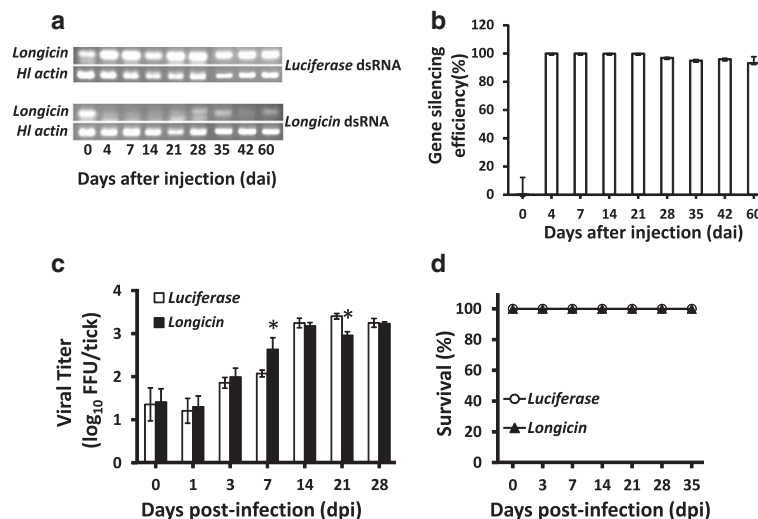 a
Longicin
Hl actin
Luciferase dsRNA
Longicin
Hl actin
Longicin dsRNA
0 4 7 14 21 28 35 42 60
Days after injection (dai)
b
Gene silencing
efficiency(%)
120
100
80
60
40
20
0
0 4 7 14 21 28 35 42 60
Days after injection (dai)
c
Viral Titer
(log10 FFU/tick)
4
3
2
1
0
Luciferase
Longicin
*
*
0 1 3 7 14 21 28
Days post-infection (dpi)
d
Survival (%)
100
80
60
40
20
0
Luciferase
Longicin
0 3 7 14 21 28 35
Days post-infection (dpi)